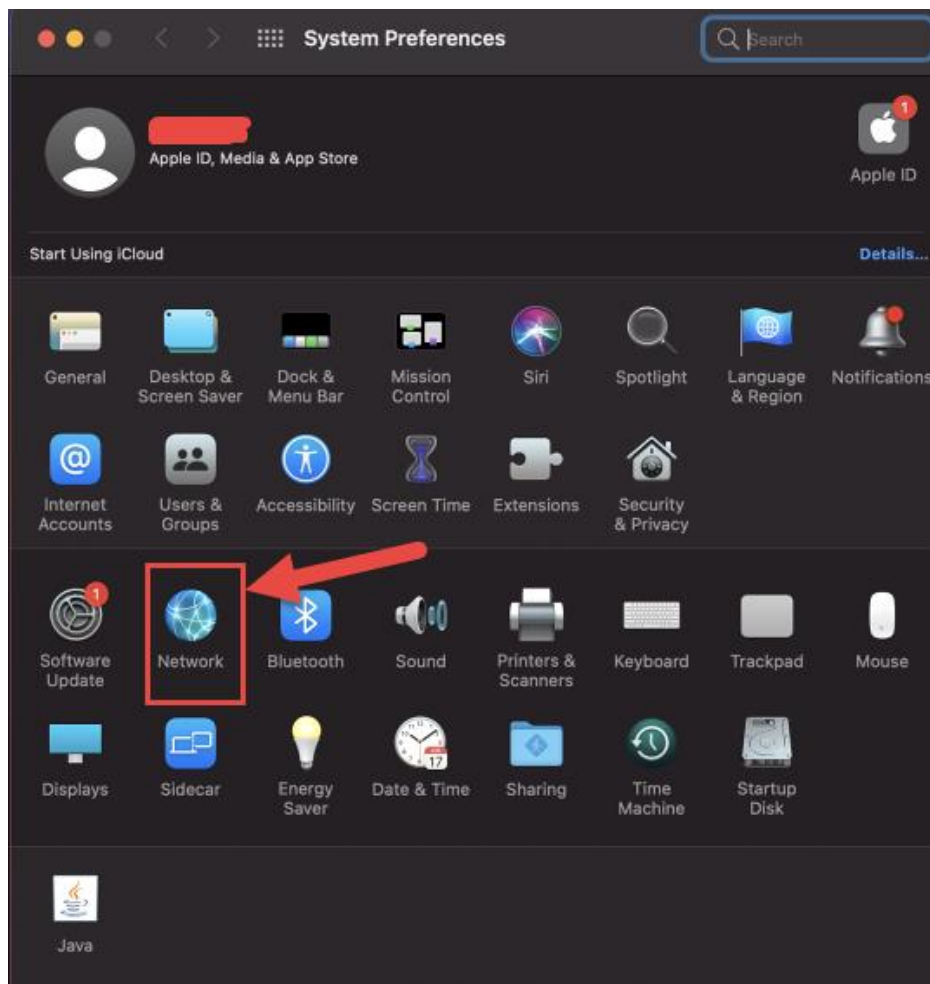 System Preferences
Search
Apple ID, Media & App Store
1
Apple ID
Start Using iCloud
Details...
General
Desktop &
Screen Saver
Dock &
Menu Bar
Mission
Control
Siri
Spotlight
Language
& Region
Notifications
@
Internet
Accounts
Users &
Groups
Accessibility
Screen Time
Extensions
Security
& Privacy
1
Software
Update
Network
Bluetooth
Sound
Printers &
Scanners
Keyboard
Trackpad
Mouse
Displays
Sidecar
Energy
Saver
17
Date & Time
Sharing
Time
Machine
Startup
Disk
Java